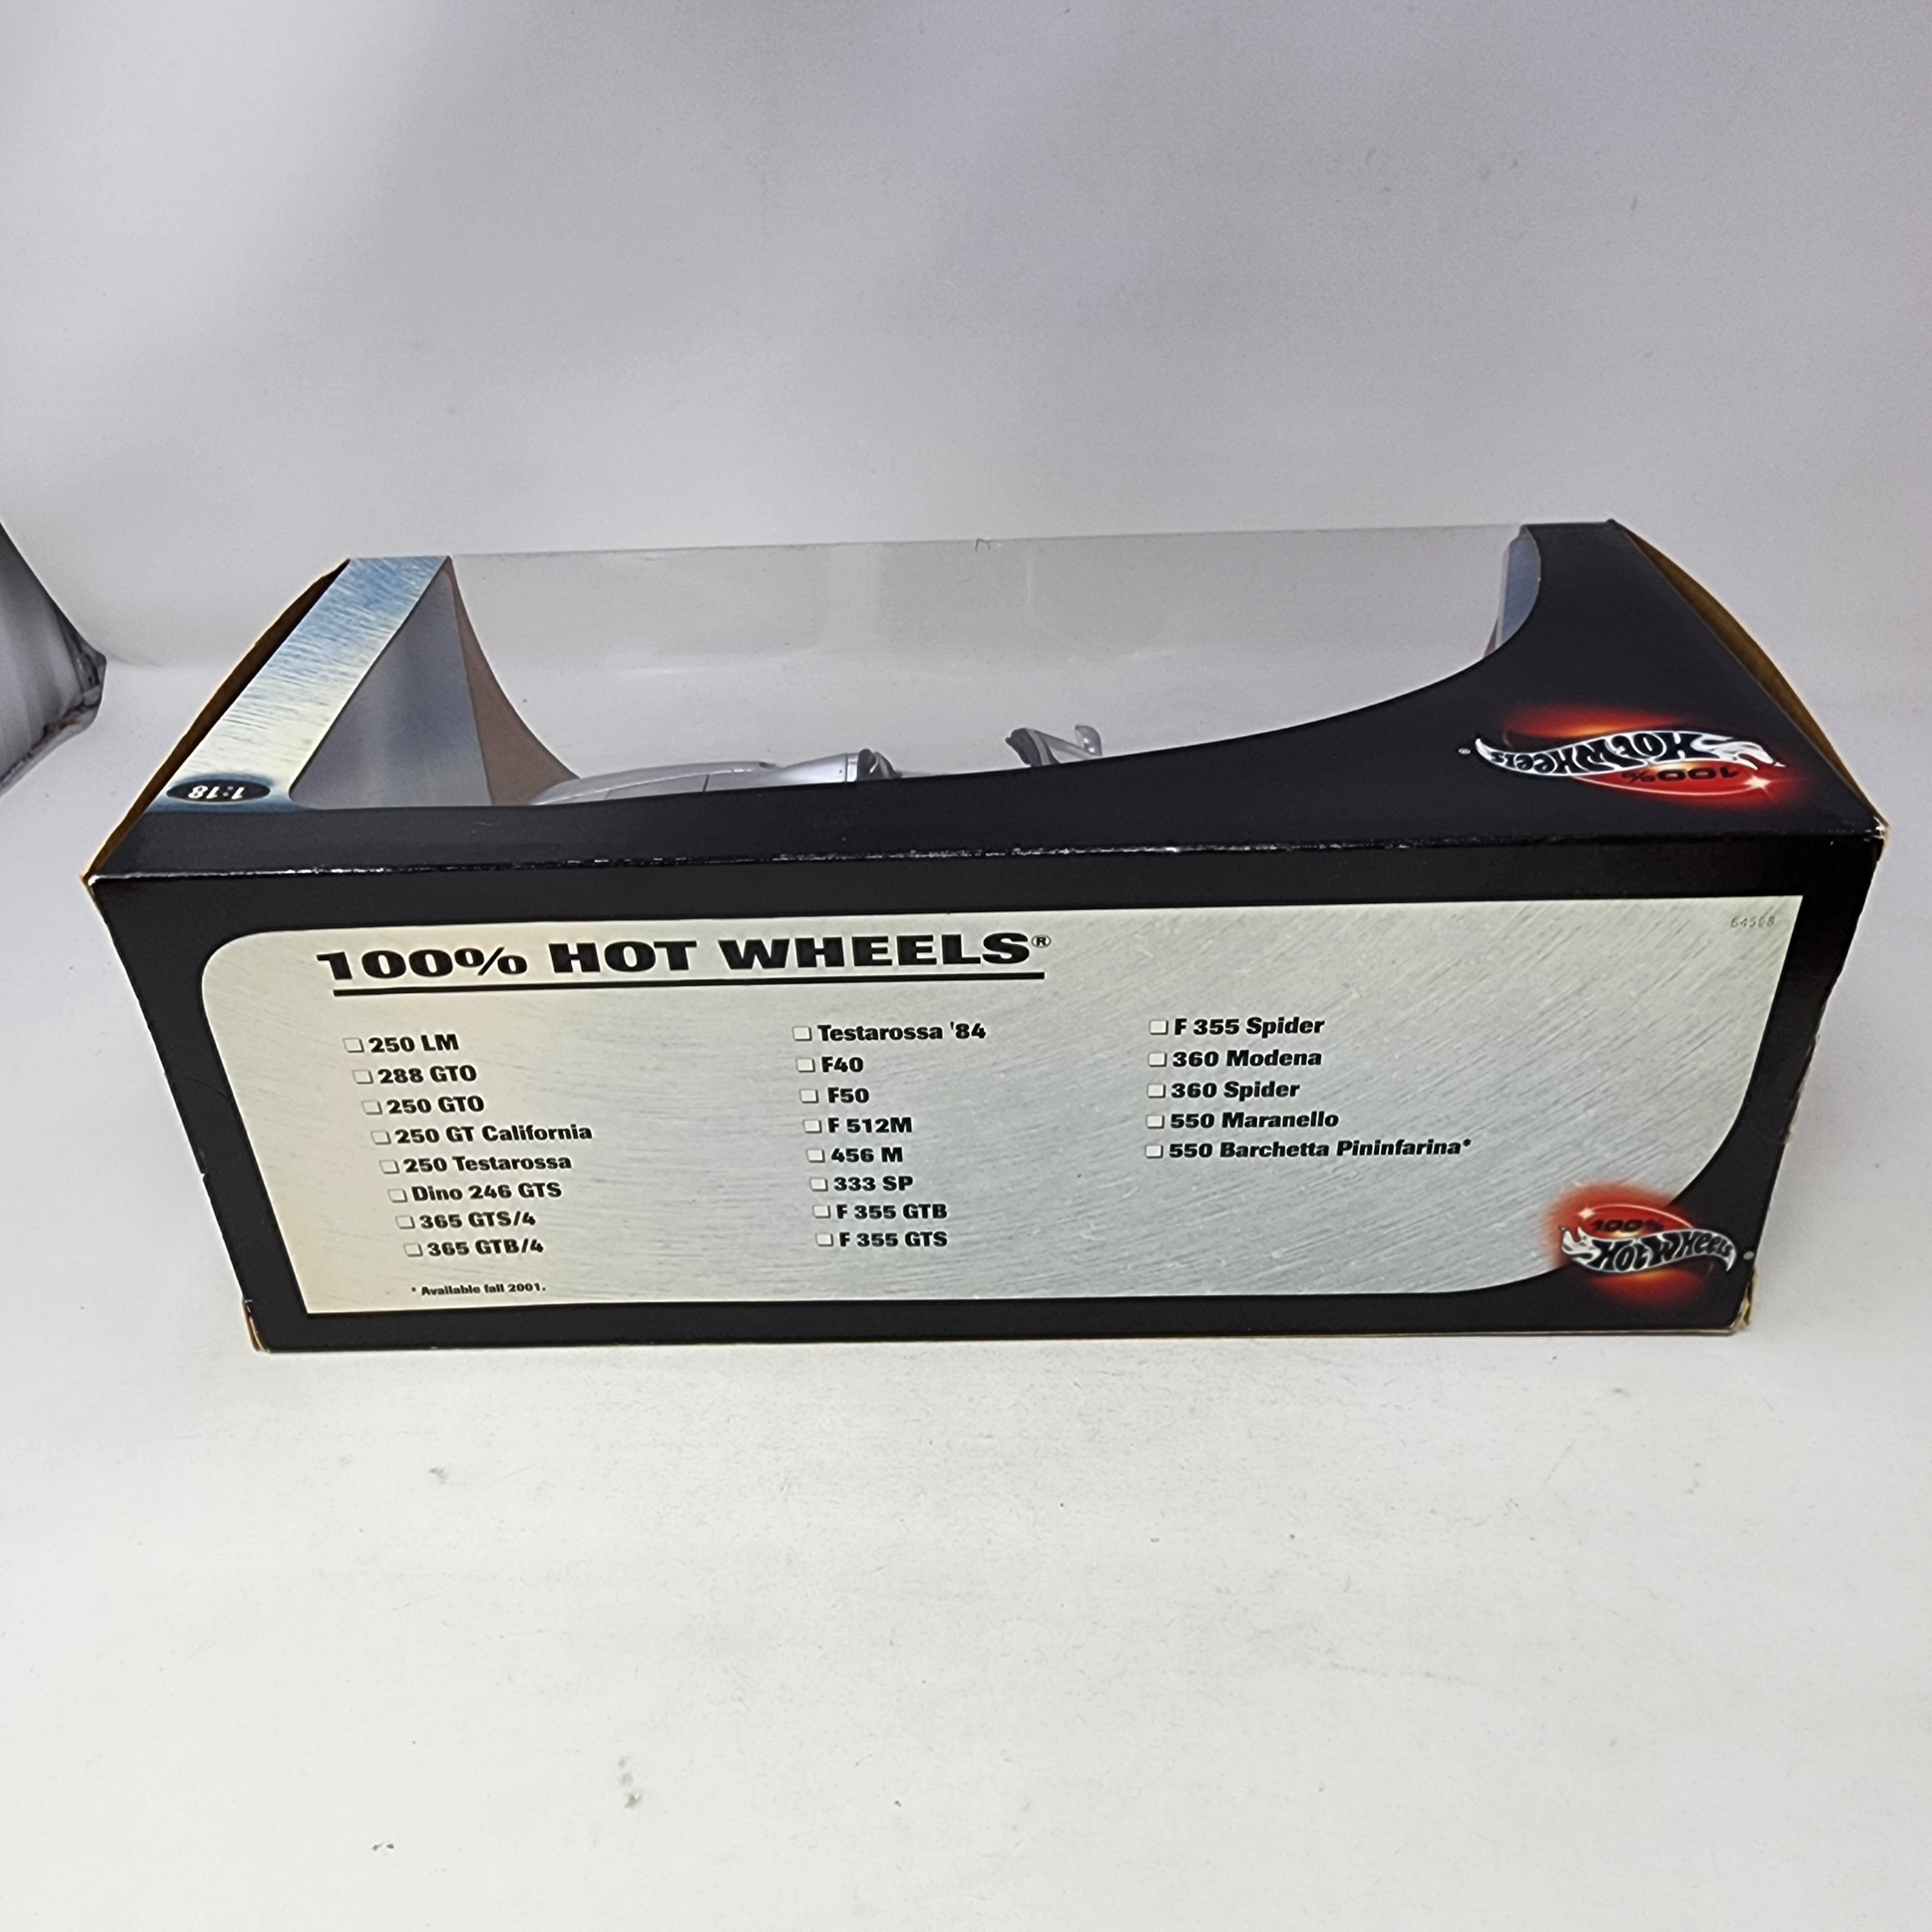 1:18
100%
Hot Wheels
54598
100% HOT WHEELS®
250 LM
288 GTO
250 GTO
250 GT California
250 Testarossa
Dino 246 GTS
365 GTS/4
365 GTB/4
* Available fall 2001.
Testarossa '84
F40
F50
F 512M
456 M
333 SP
F 355 GTB
F 355 GTS
F 355 Spider
360 Modena
360 Spider
550 Maranello
550 Barchetta Pininfarina*
100%
Hot Wheels